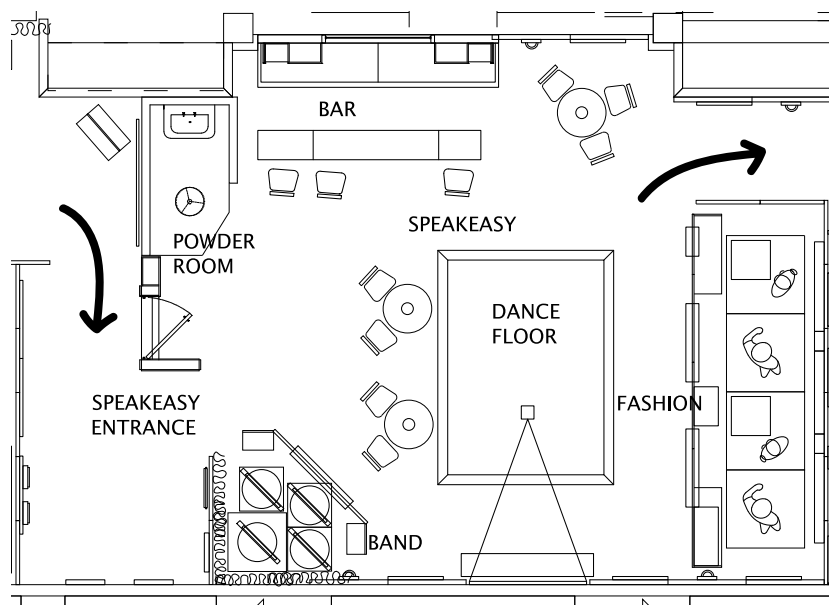 BAR
SPEAKEASY
POWDER
ROOM
DANCE
FLOOR
SPEAKEASY
ENTRANCE
FASHION
BAND